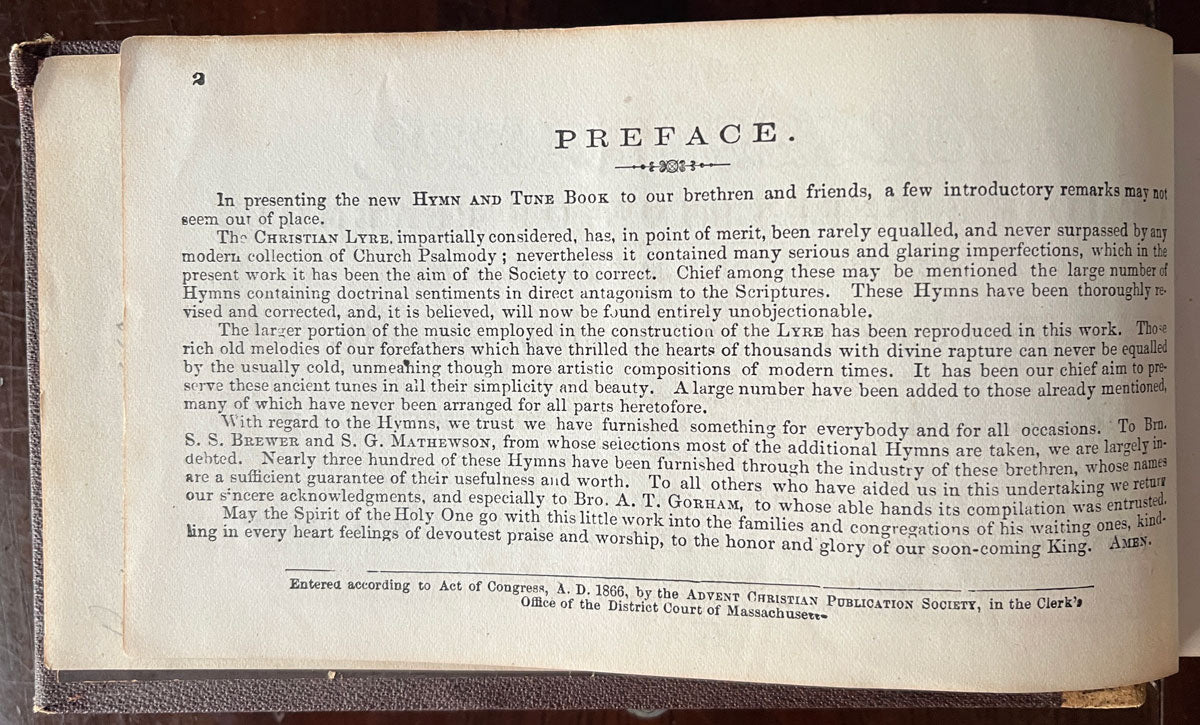 2
PREFACE.
In presenting the new HYMN AND TUNE BOOK to our brethren and friends, a few introductory remarks may not
seem out of place.
The CHRISTIAN LYRE, impartially considered, has, in point of merit, been rarely equalled, and never surpassed by any
modern collection of Church Psalmody; nevertheless it contained many serious and glaring imperfections, which in the
present work it has been the aim of the Society to correct. Chief among these may be mentioned the large number of
Hymns containing doctrinal sentiments in direct antagonism to the Scriptures. These Hymns have been thoroughly re-
vised and corrected, and, it is believed, will now be found entirely unobjectionable.
The larger portion of the music employed in the construction of the LYRE has been reproduced in this work. Those
rich old melodies of our forefathers which have thrilled the hearts of thousands with divine rapture can never be equalled
by the usually cold, unmeaning though more artistic compositions of modern times. It has been our chief aim to pre-
serve these ancient tunes in all their simplicity and beauty. A large number have been added to those already mentioned,
many of which have never been arranged for all parts heretofore.
With regard to the Hymns, we trust we have furnished something for everybody and for all occasions. To Brn.
S. S. BREWER and S. G. MATHEWSON, from whose selections most of the additional Hymns are taken, we are largely in-
debted. Nearly three hundred of these Hymns have been furnished through the industry of these brethren, whose names
are a sufficient guarantee of their usefulness and worth. To all others who have aided us in this undertaking we return
our sincere acknowledgments, and especially to Bro. A. T. GORHAM, to whose able hands its compilation was entrusted.
May the Spirit of the Holy One go with this little work into the families and congregations of his waiting ones, kind-
ling in every heart feelings of devoutest praise and worship, to the honor and glory of our soon-coming King. AMEN.
Entered according to Act of Congress, A. D. 1866, by the ADVENT CHRISTIAN PUBLICATION SOCIETY, in the Clerk's
Office of the District Court of Massachusetts